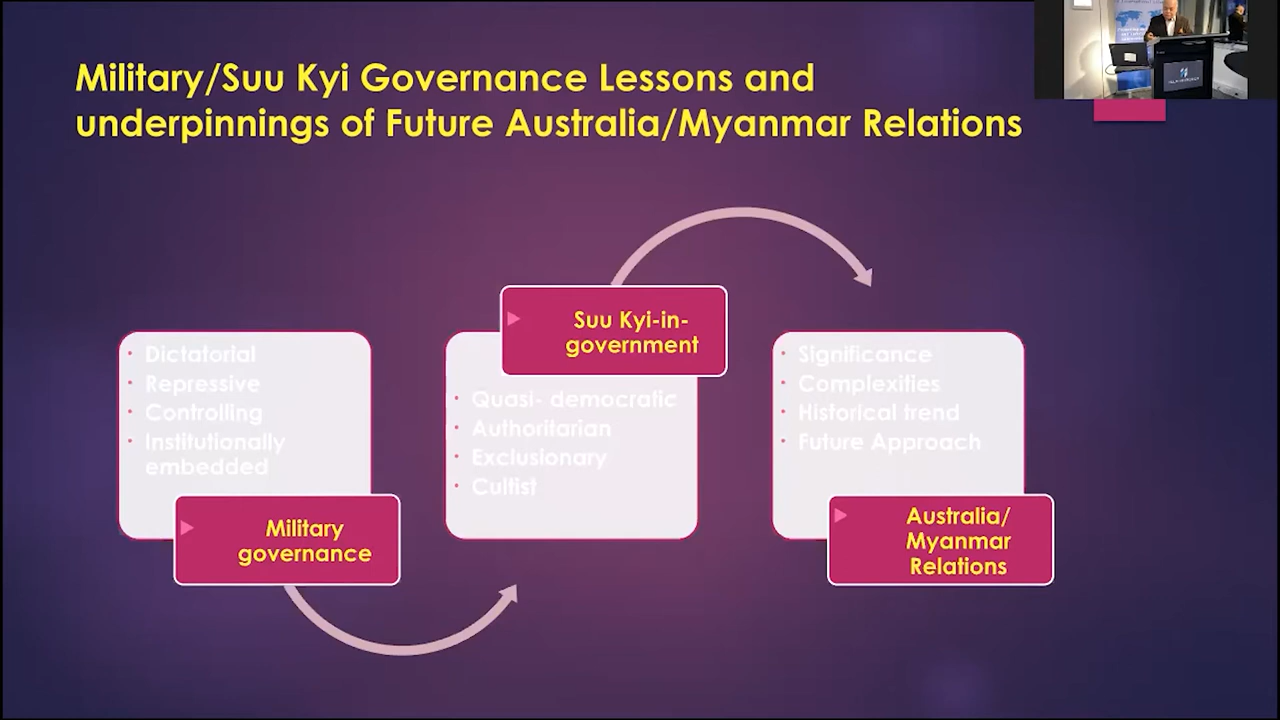 Military/Suu Kyi Governance Lessons and
underpinnings of Future Australia/Myanmar Relations
• Dictatorial
• Repressive
• Controlling
• Institutionally
embedded
Military
governance
Suu Kyi-in-
government
• Quasi- democratic
• Authoritarian
• Exclusionary
• Cultist
• Significance
• Complexities
• Historical trend
• Future Approach
Australia/
Myanmar
Relations